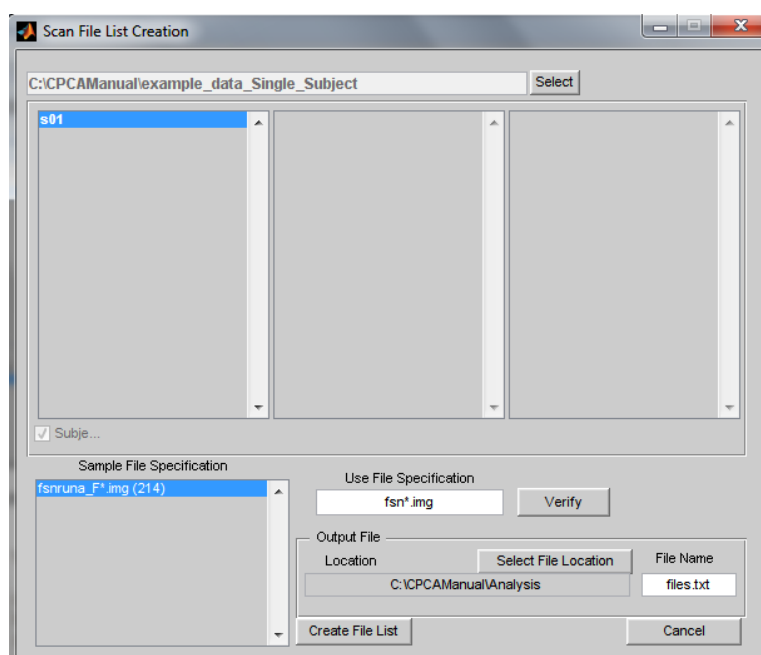 Scan File List Creation
C:\CPCAManual\example_data_Single_Subject
Select
s01
Subje...
Sample File Specification
fsnruna_F*.img (214)
Use File Specification
fsn*.img
Verify
Output File
Location
Select File Location
File Name
C:\CPCAManual\Analysis
files.txt
Create File List
Cancel